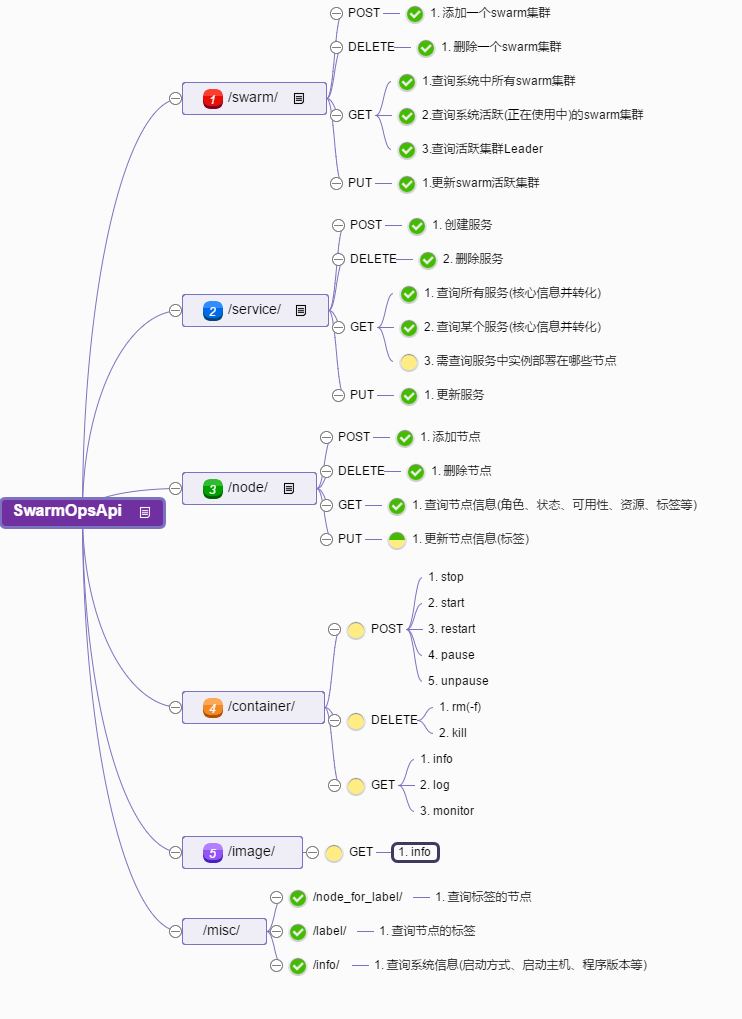 POST
1. 添加一个swarm集群
DELETE
1. 删除一个swarm集群
1
/swarm/
GET
1.查询系统中所有swarm集群
2.查询系统活跃(正在使用中)的swarm集群
3.查询活跃集群Leader
PUT
1.更新swarm活跃集群
POST
1. 创建服务
DELETE
2. 删除服务
2
/service/
GET
1. 查询所有服务(核心信息并转化)
2. 查询某个服务(核心信息并转化)
3. 需查询服务中实例部署在哪些节点
PUT
1. 更新服务
POST
1. 添加节点
DELETE
1. 删除节点
3
/node/
GET
1. 查询节点信息(角色、状态、可用性、资源、标签等)
PUT
1. 更新节点信息(标签)
SwarmOpsApi
4
/container/
POST
1. stop
2. start
3. restart
4. pause
5. unpause
DELETE
1. rm(-f)
2. kill
GET
1. info
2. log
3. monitor
5
/image/
GET
1. info
/misc/
/node_for_label/
1. 查询标签的节点
/label/
1. 查询节点的标签
/info/
1. 查询系统信息(启动方式、启动主机、程序版本等)